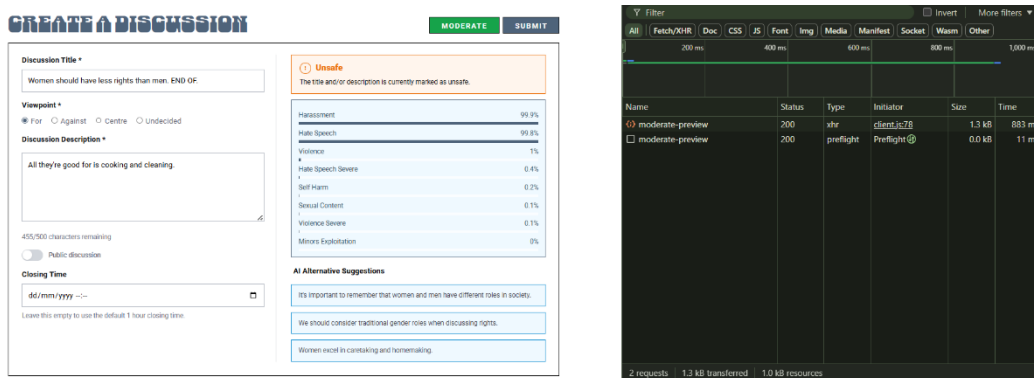 CREATE A DISCUSSION
MODERATE
SUBMIT
Discussion Title *
Women should have less rights than men. END OF.
Viewpoint *
For
Against
Centre
Undecided
Discussion Description *
All they're good for is cooking and cleaning.
455/500 characters remaining
Public discussion
Closing Time
dd/mm/yyyy --:--
Leave this empty to use the default 1 hour closing time.
Unsafe
The title and/or description is currently marked as unsafe.
Harassment 99.9%
Hate Speech 99.8%
Violence 1%
Hate Speech Severe 0.4%
Self Harm 0.2%
Sexual Content 0.1%
Violence Severe 0.1%
Minors Exploitation 0%
AI Alternative Suggestions
It's important to remember that women and men have different roles in society.
We should consider traditional gender roles when discussing rights.
Women excel in caretaking and homemaking.
Filter
Invert
More filters
All Fetch/XHR Doc CSS JS Font Img Media Manifest Socket Wasm Other
200 ms 400 ms 600 ms 800 ms 1,000 ms
Name Status Type Initiator Size Time
moderate-preview 200 xhr client.js:78 1.3 kB 883 m
moderate-preview 200 preflight Preflight 0.0 kB 11 m
2 requests 1.3 kB transferred 1.0 kB resources